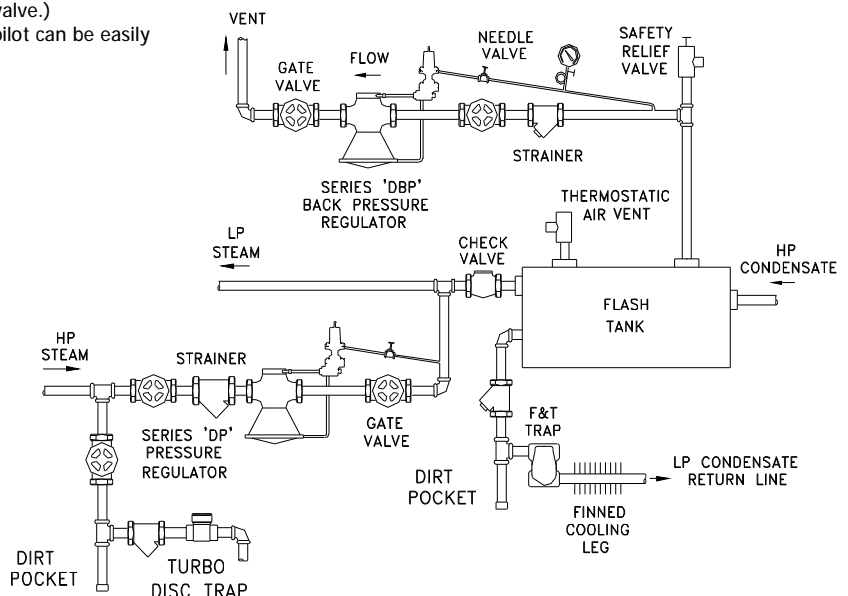 valve.)
pilot can be easily
VENT
GATE
VALVE
FLOW
NEEDLE
VALVE
SAFETY
RELIEF
VALVE
STRAINER
SERIES 'DBP'
BACK PRESSURE
REGULATOR
THERMOSTATIC
AIR VENT
LP
STEAM
CHECK
VALVE
HP
CONDENSATE
FLASH
TANK
HP
STEAM
STRAINER
SERIES 'DP'
PRESSURE
REGULATOR
GATE
VALVE
F&T
TRAP
DIRT
POCKET
LP CONDENSATE
RETURN LINE
FINNED
COOLING
LEG
DIRT
POCKET
TURBO
DISC TRAP